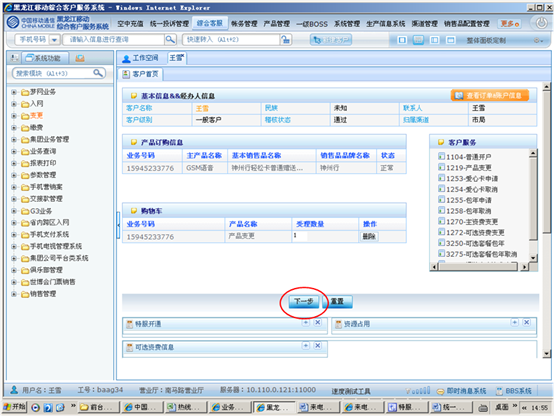 黑龙江移动综合客户服务系统 - Windows Internet Explorer
中国移动通信 CHINA MOBILE 黑龙江移动 综合客户服务系统 空中充值 统一投诉管理 综合客服 帐务管理 产品管理 一级BOSS 系统管理 生产信息系统 渠道管理 销售品配置管理 更多
手机号码 请输入信息进行查询 快速转入 (Alt+2) 整体面板定制
系统功能 工作空间 王雪
搜索模块 (Alt+3) 客户首页
梦网业务
入网
变更
缴费
集团业务管理
业务查询
报表打印
参数管理
手机营销案
交接款管理
G3业务
省内园区入网
手机支付系统
手机电视管理系统
集团公司平台类系统
俱乐部管理
世博会门票销售
销售管理
基本信息&&经办人信息 查看订单&账户信息
客户名称 王雪 民族 未知 联系人 王雪
客户级别 一般客户 稽核状态 通过 归属渠道 市局
产品订购信息
业务号码 主产品名称 基本销售品名称 销售品品牌名称 状态
15945233776 GSM语音 神州行轻松卡普通赠送... 神州行 正常
购物车
业务号码 产品名称 受理数量 操作
15945233776 产品变更 1 删除
客户服务
1104-普通开户
1219-产品变更
1253-爱心卡申请
1254-爱心卡取消
1255-包年申请
1258-包年取消
1270-主资费变更
1272-可选资费变更
3250-可选套餐包年
3275-可选套餐包年取消
下一步 重置
特服开通 资源占用
可选资费信息
用户名：王雪 工号：baag34 营业厅：南马路营业厅 服务器：10.110.0.121:11000 速度测试工具 即时消息系统 BBS系统
开始 前台... 中国... 热线... 业务... 黑龙... 来电... 来电... 特服... 统一... 桌面 14:55